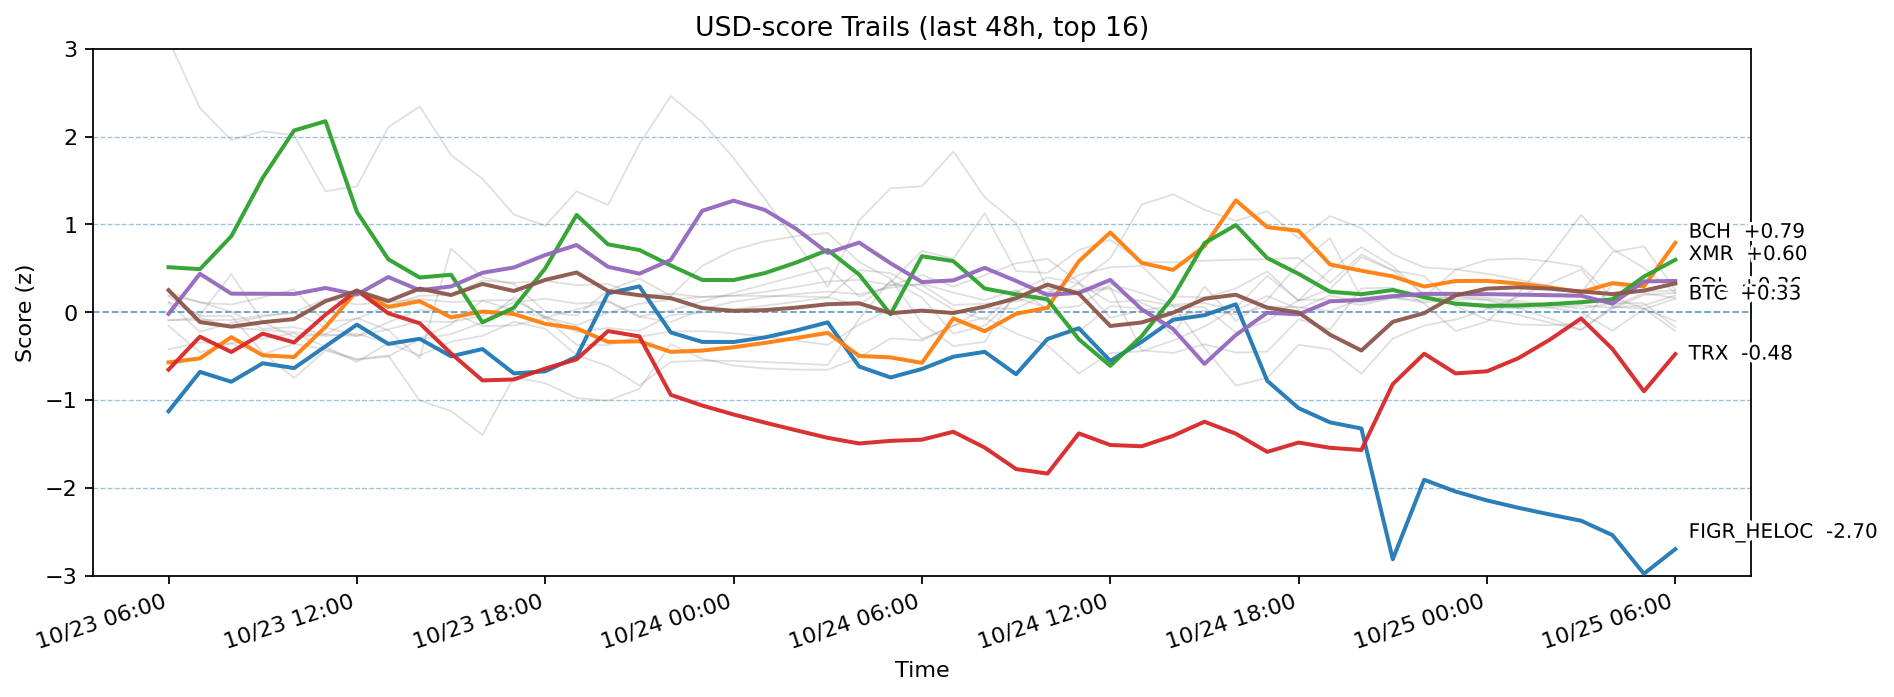 USD-score Trails (last 48h, top 16)
Score (z)
3
2
1
0
−1
−2
−3
BCH +0.79
XMR +0.60
BTC +0.33
TRX -0.48
FIGR_HELOC -2.70
10/23 06:00
10/23 12:00
10/23 18:00
10/24 00:00
10/24 06:00
10/24 12:00
10/24 18:00
10/25 00:00
10/25 06:00
Time